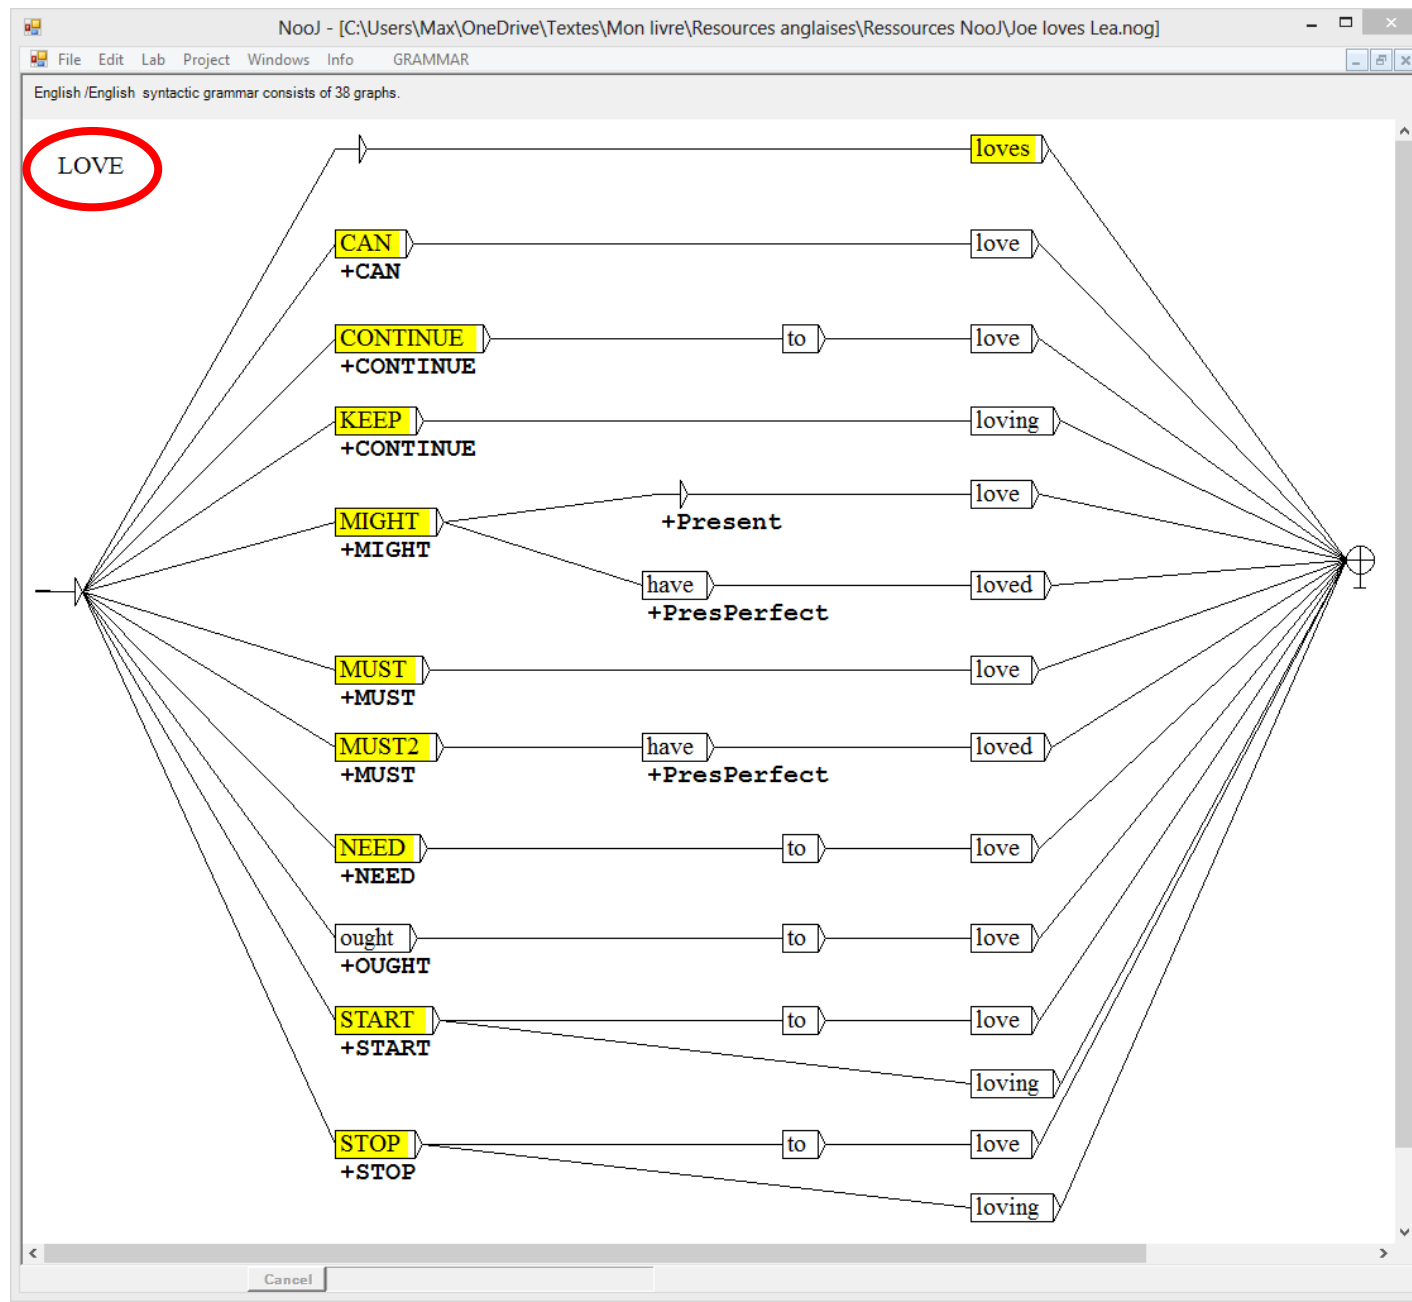 NooJ - [C:\Users\Max\OneDrive\Textes\Mon livre\Resources anglaises\Ressources NooJ\Joe loves Lea.nog]
File Edit Lab Project Windows Info GRAMMAR
English /English syntactic grammar consists of 38 graphs.
LOVE
loves
CAN love
+CAN
CONTINUE to love
+CONTINUE
KEEP loving
+CONTINUE
love
MIGHT +Present
+MIGHT
have loved
+PresPerfect
MUST love
+MUST
MUST2 have loved
+MUST +PresPerfect
NEED to love
+NEED
ought to love
+OUGHT
START to love
+START
loving
STOP to love
+STOP
loving
Cancel